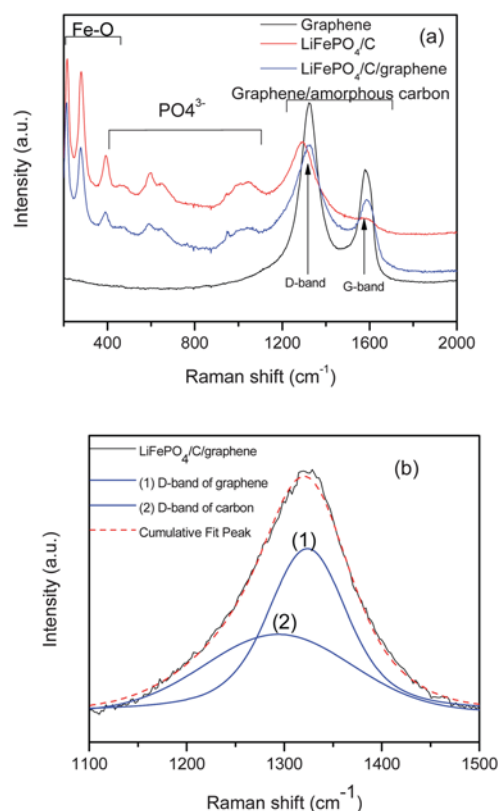 Fe-O
(a)
Graphene
LiFePO₄/C
LiFePO₄/C/graphene
Graphene/amorphous carbon
PO4³⁻
D-band
G-band
Intensity (a.u.)
400 800 1200 1600 2000
Raman shift (cm⁻¹)
LiFePO₄/C/graphene
(b)
(1) D-band of graphene
(2) D-band of carbon
Cumulative Fit Peak
(1)
(2)
Intensity (a.u.)
1100 1200 1300 1400 1500
Raman shift (cm⁻¹)